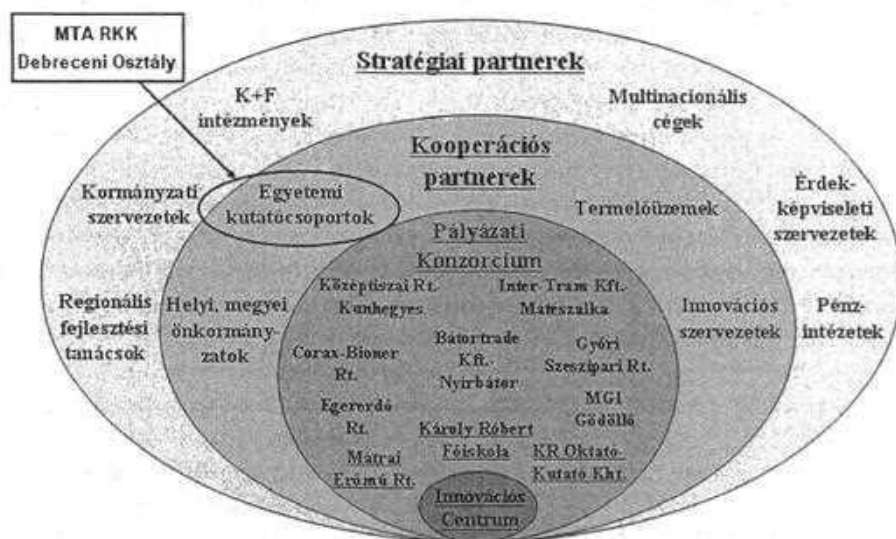 MTA RKK
Debreceni Osztály
Stratégiai partnerek
K+F
intézmények
Multinacionális
cégek
Kooperációs
partnerek
Kormányzati
szervezetek
Egyetemi
kutatócsoportok
Termelőüzemek
Érdek-
képviseleti
szervezetek
Pályázati
Konzorcium
Regionális
fejlesztési
tanácsok
Helyi, megyei
önkormány-
zatok
Középtiszai Rt.
Kunhegyes
Inter-Tram Kft.
Mátészalka
Innovációs
szervezetek
Pénz-
intézetek
Corax-Bioner
Rt.
Bátortrade
Kft.-
Nyírbátor
Győri
Szeszipari Rt.
Egererdő
Rt.
MGI
Gödöllő
Károly Róbert
Főiskola
Mátrai
Erőmű Rt.
KR Oktató-
Kutató Kht.
Innovációs
Centrum